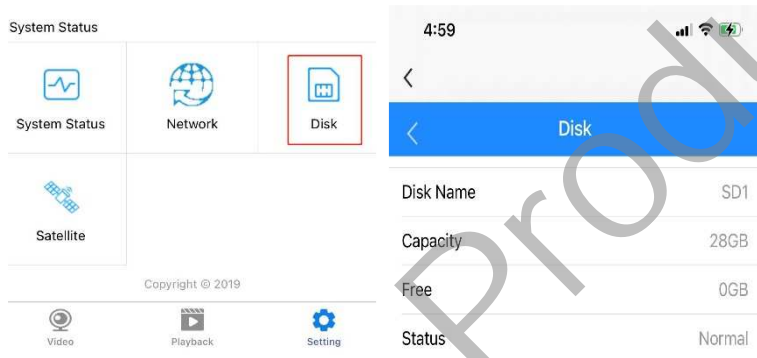 System Status
System Status
Network
Disk
Satellite
Copyright © 2019
Video
Playback
Setting
4:59
Disk
Disk Name
SD1
Capacity
28GB
Free
0GB
Status
Normal